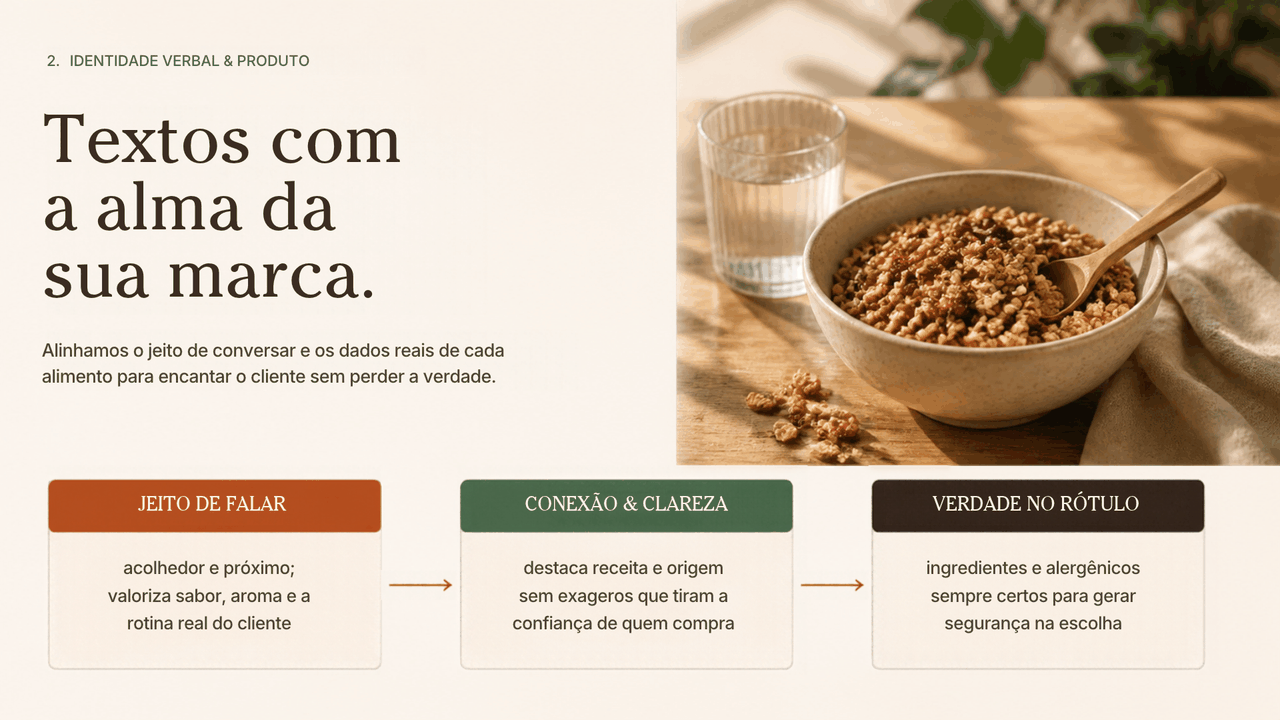 2. IDENTIDADE VERBAL & PRODUTO
Textos com
a alma da
sua marca.
Alinhamos o jeito de conversar e os dados reais de cada
alimento para encantar o cliente sem perder a verdade.
JEITO DE FALAR
acolhedor e próximo;
valoriza sabor, aroma e a
rotina real do cliente
CONEXÃO & CLAREZA
destaca receita e origem
sem exageros que tiram a
confiança de quem compra
VERDADE NO RÓTULO
ingredientes e alergênicos
sempre certos para gerar
segurança na escolha